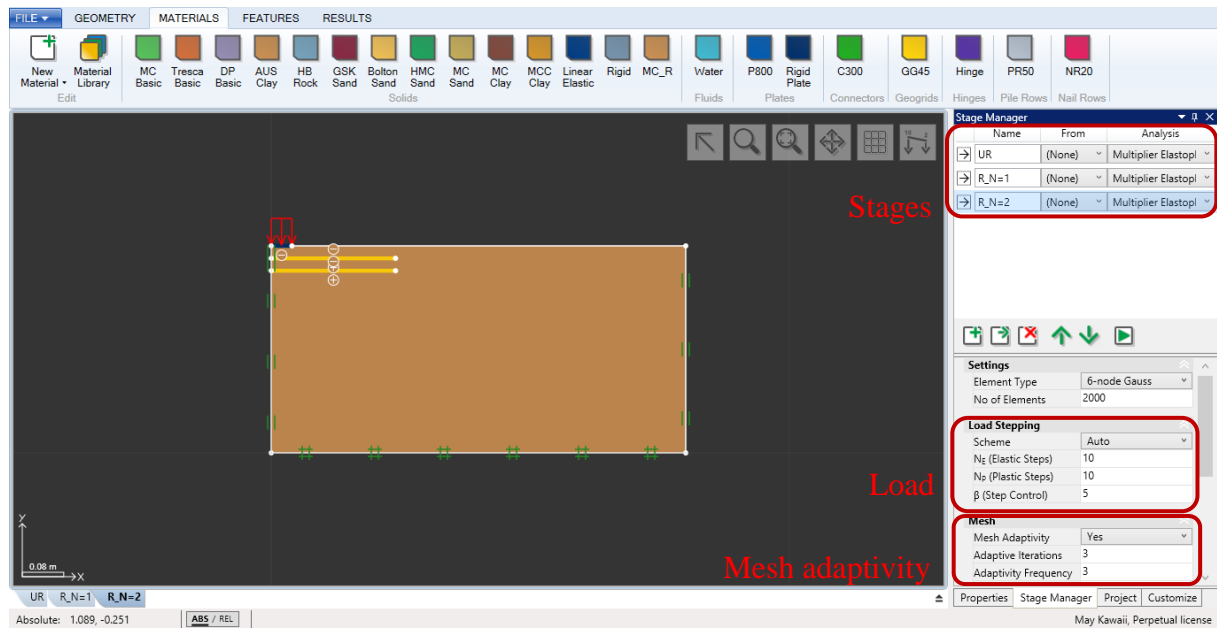 FILE GEOMETRY MATERIALS FEATURES RESULTS
New Material Material Library MC Basic Tresca Basic DP Basic AUS Clay HB Rock GSK Sand Bolton Sand HMC Sand MC Sand MC Clay MCC Clay Linear Elastic Rigid MC_R Water P800 Rigid Plate C300 GG45 Hinge PR50 NR20
Edit Solids Fluids Plates Connectors Geogrids Hinges Pile Rows Nail Rows
Stage Manager
Name From Analysis
UR (None) Multiplier Elastopl
R_N=1 (None) Multiplier Elastopl
R_N=2 (None) Multiplier Elastopl
Stages
Settings
Element Type 6-node Gauss
No of Elements 2000
Load Stepping
Scheme Auto
NE (Elastic Steps) 10
NP (Plastic Steps) 10
β (Step Control) 5
Load
Mesh
Mesh Adaptivity Yes
Adaptive Iterations 3
Adaptivity Frequency 3
Mesh adaptivity
Y
0.08 m
X
UR R_N=1 R_N=2
Properties Stage Manager Project Customize
Absolute: 1.089, -0.251 ABS / REL May Kawaii, Perpetual license